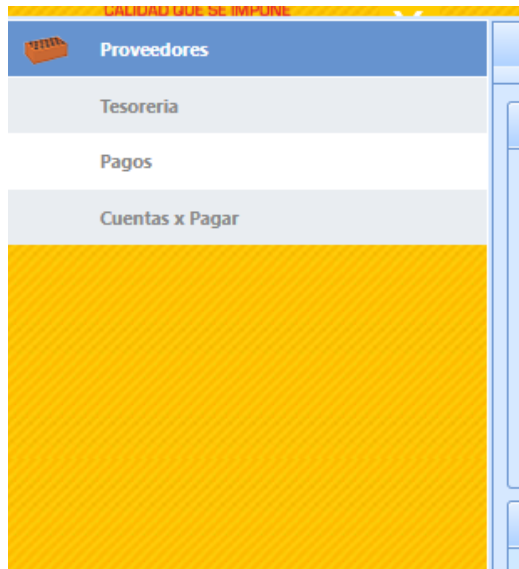 CALIDAD QUE SE IMPONE
Proveedores
Tesoreria
Pagos
Cuentas x Pagar